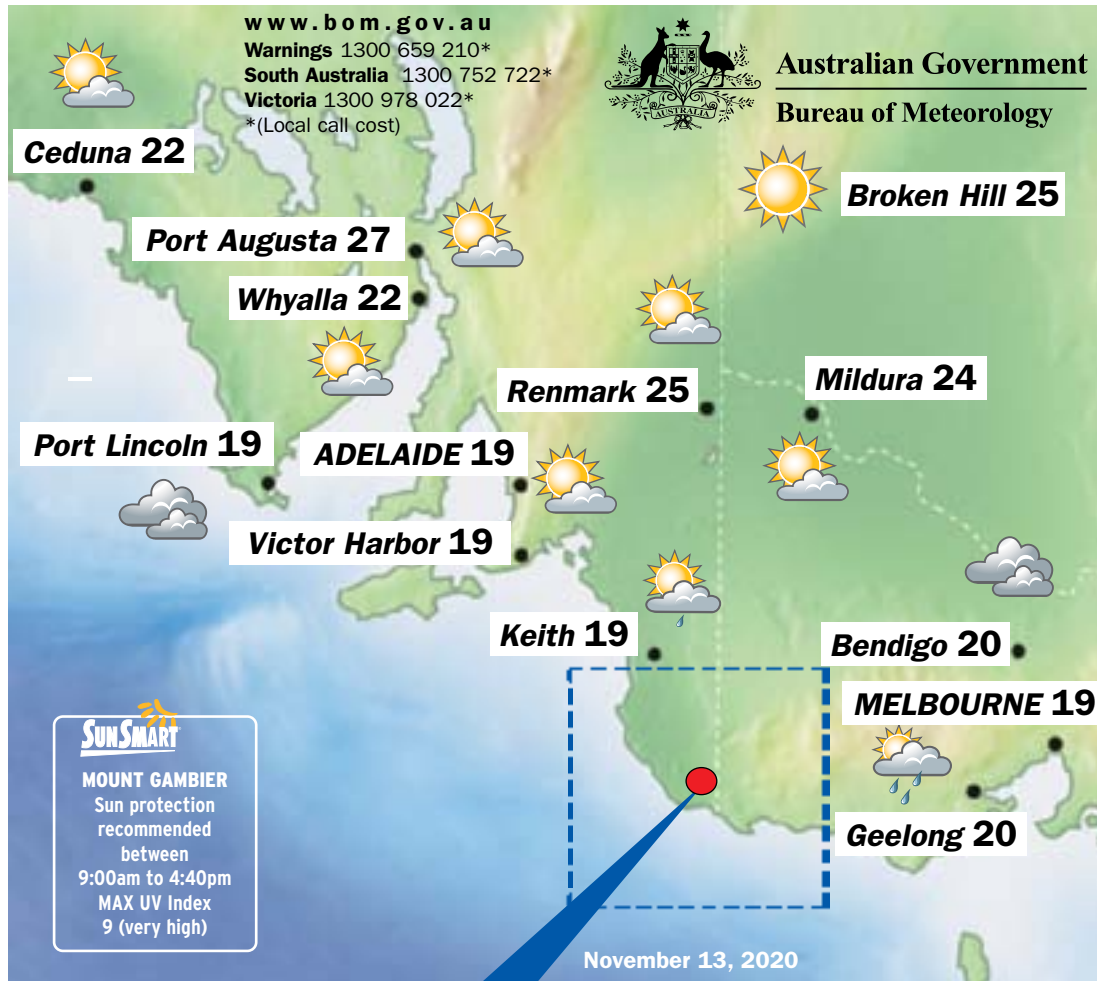 www.bom.gov.au
Warnings 1300 659 210*
South Australia 1300 752 722*
Victoria 1300 978 022*
*(Local call cost)
AUSTRALIA
Australian Government
Bureau of Meteorology
Ceduna 22
Broken Hill 25
Port Augusta 27
Whyalla 22
Renmark 25
Mildura 24
Port Lincoln 19
ADELAIDE 19
Victor Harbor 19
Keith 19
Bendigo 20
MELBOURNE 19
Geelong 20
SUNSMART
MOUNT GAMBIER
Sun protection
recommended
between
9:00am to 4:40pm
MAX UV Index
9 (very high)
November 13, 2020